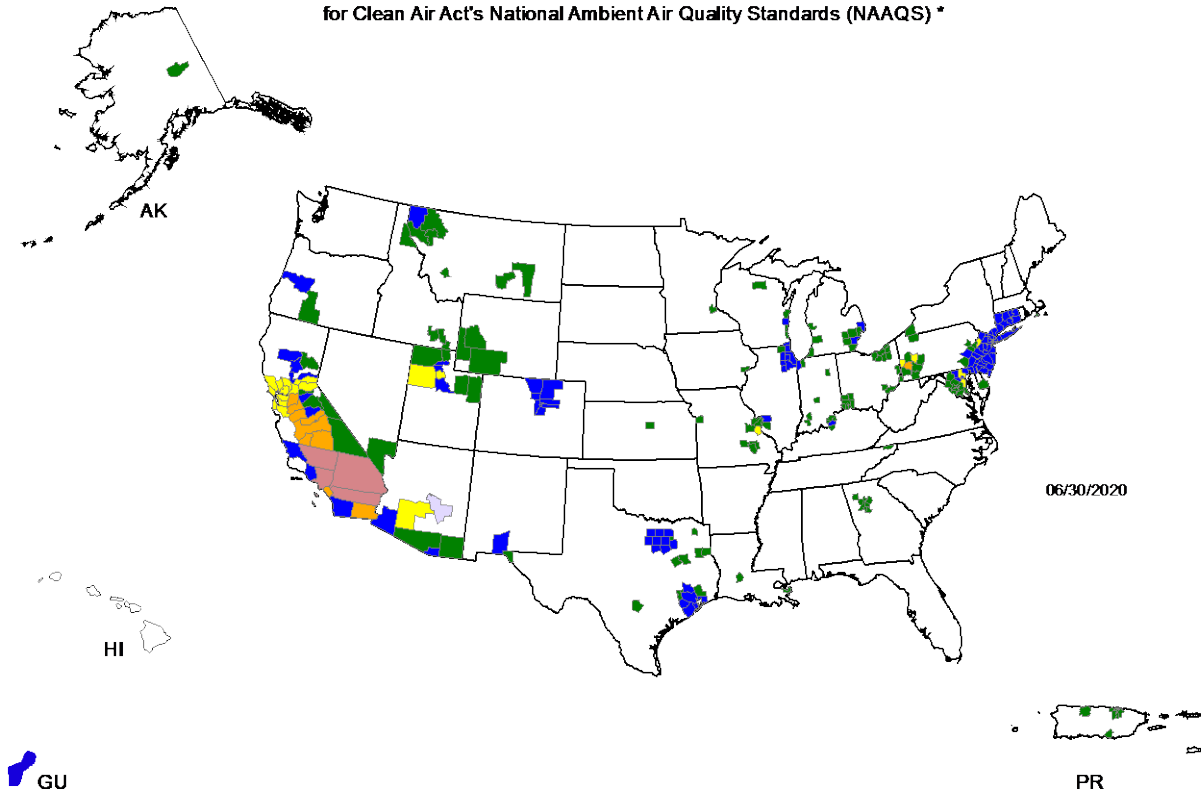 for Clean Air Act's National Ambient Air Quality Standards (NAAQS) *
AK
06/30/2020
HI
GU
PR